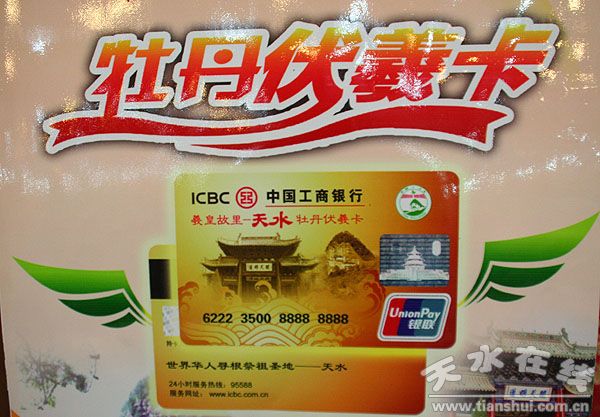 牡丹伏羲卡
ICBC 中国工商银行
羲皇故里-天水 牡丹伏羲卡
6222 3500 8888 8888
UnionPay
银联
世界华人寻根祭祖圣地——天水
24小时服务热线: 95588
服务网址: www.icbc.com.cn
天水在线
www.tianshui.com.cn